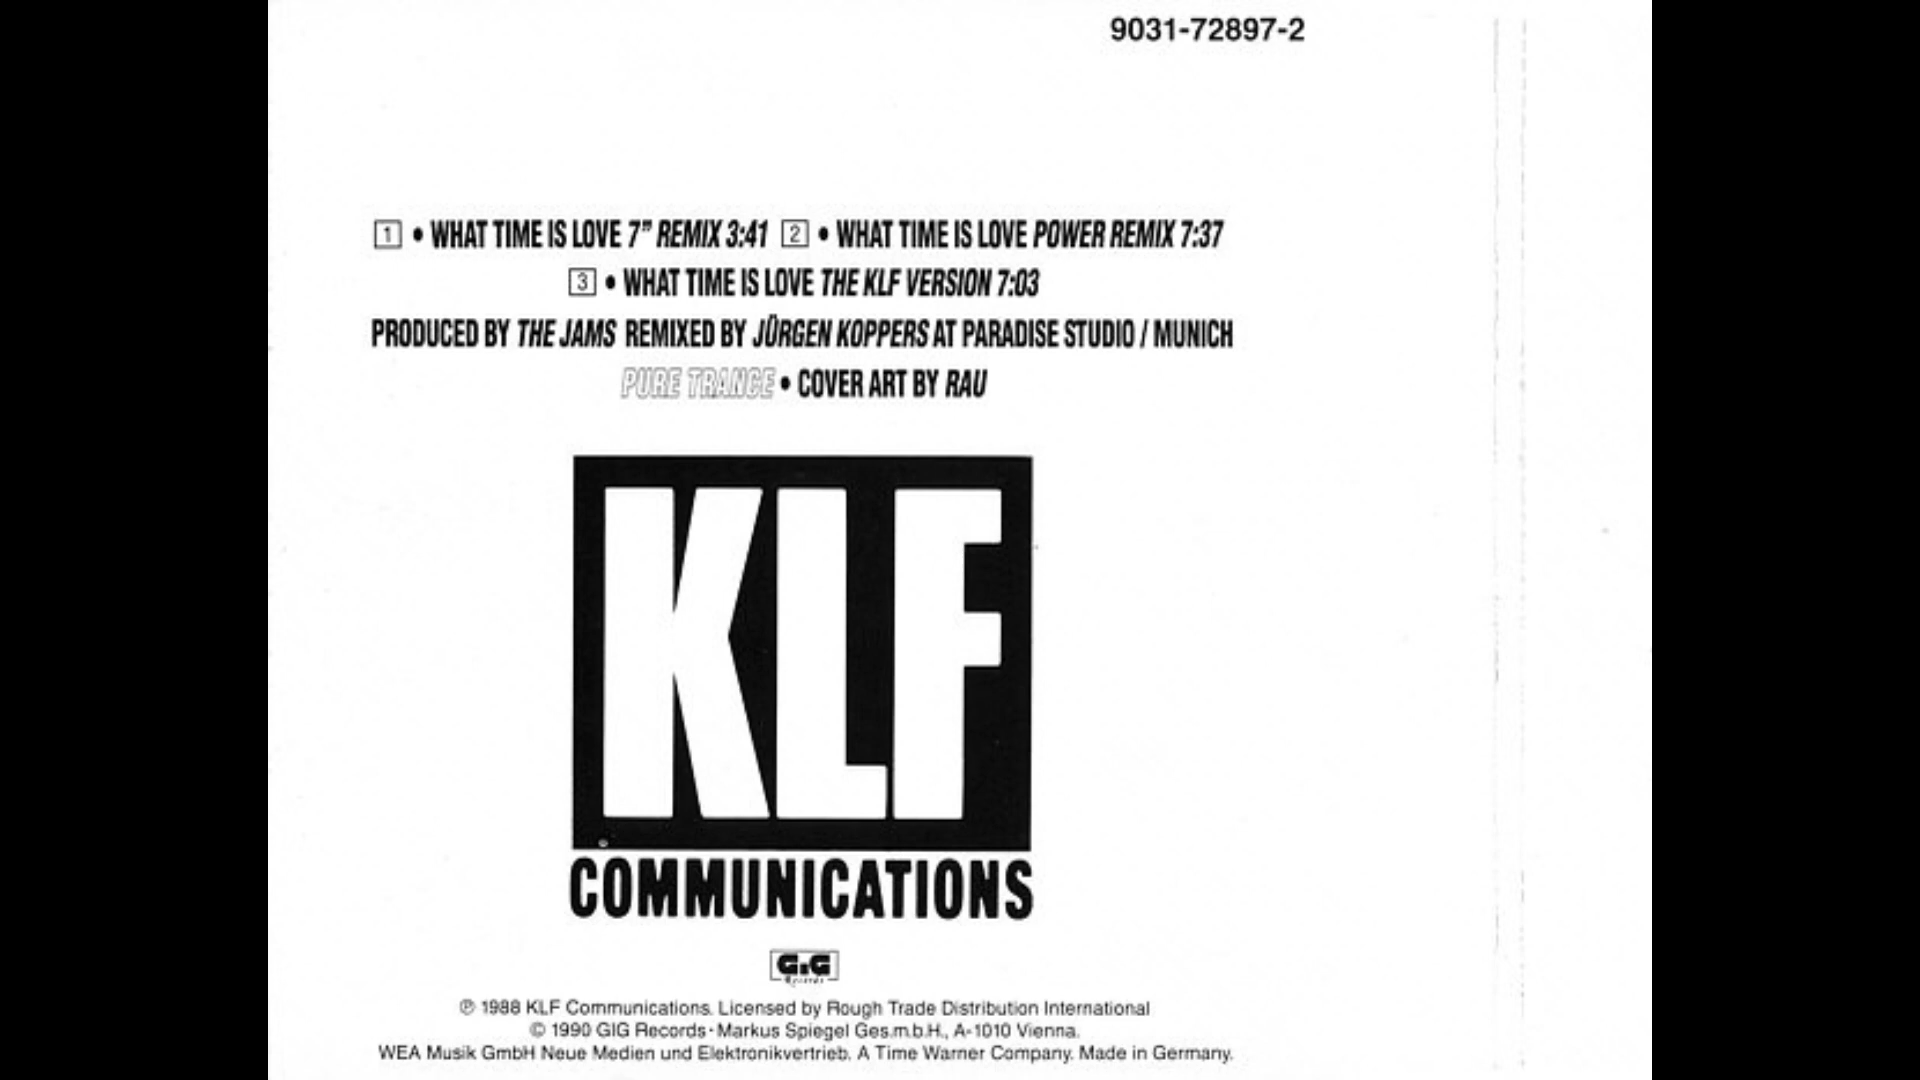 9031-72897-2
1 • WHAT TIME IS LOVE 7” REMIX 3:41 2 • WHAT TIME IS LOVE POWER REMIX 7:37
3 • WHAT TIME IS LOVE THE KLF VERSION 7:03
PRODUCED BY THE JAMS REMIXED BY JÜRGEN KOPPERS AT PARADISE STUDIO / MUNICH
PURE TRANCE • COVER ART BY RAU
KLF
COMMUNICATIONS
GiG
Records
℗ 1988 KLF Communications. Licensed by Rough Trade Distribution International
© 1990 GIG Records · Markus Spiegel Ges.m.b.H., A-1010 Vienna.
WEA Musik GmbH Neue Medien und Elektronikvertrieb. A Time Warner Company. Made in Germany.